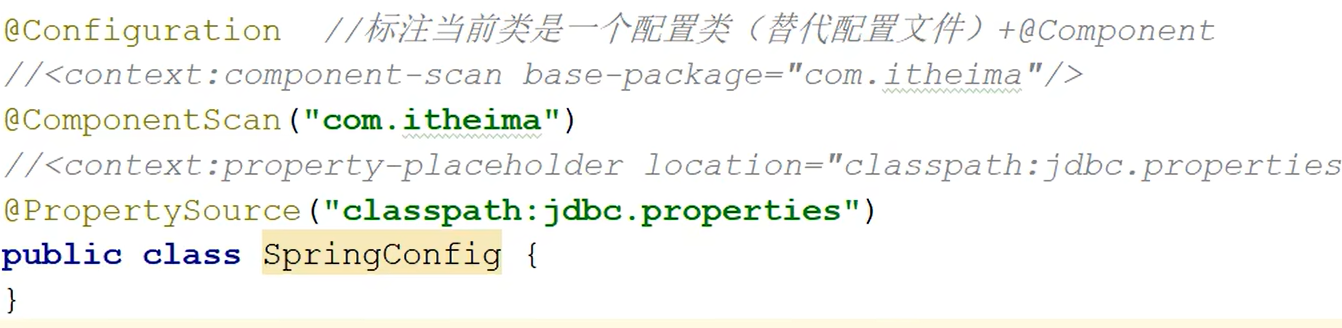 @Configuration //标注当前类是一个配置类（替代配置文件）+@Component
//<context:component-scan base-package="com.itheima"/>
@ComponentScan("com.itheima")
//<context:property-placeholder location="classpath:jdbc.properties
@PropertySource("classpath:jdbc.properties")
public class SpringConfig {
}